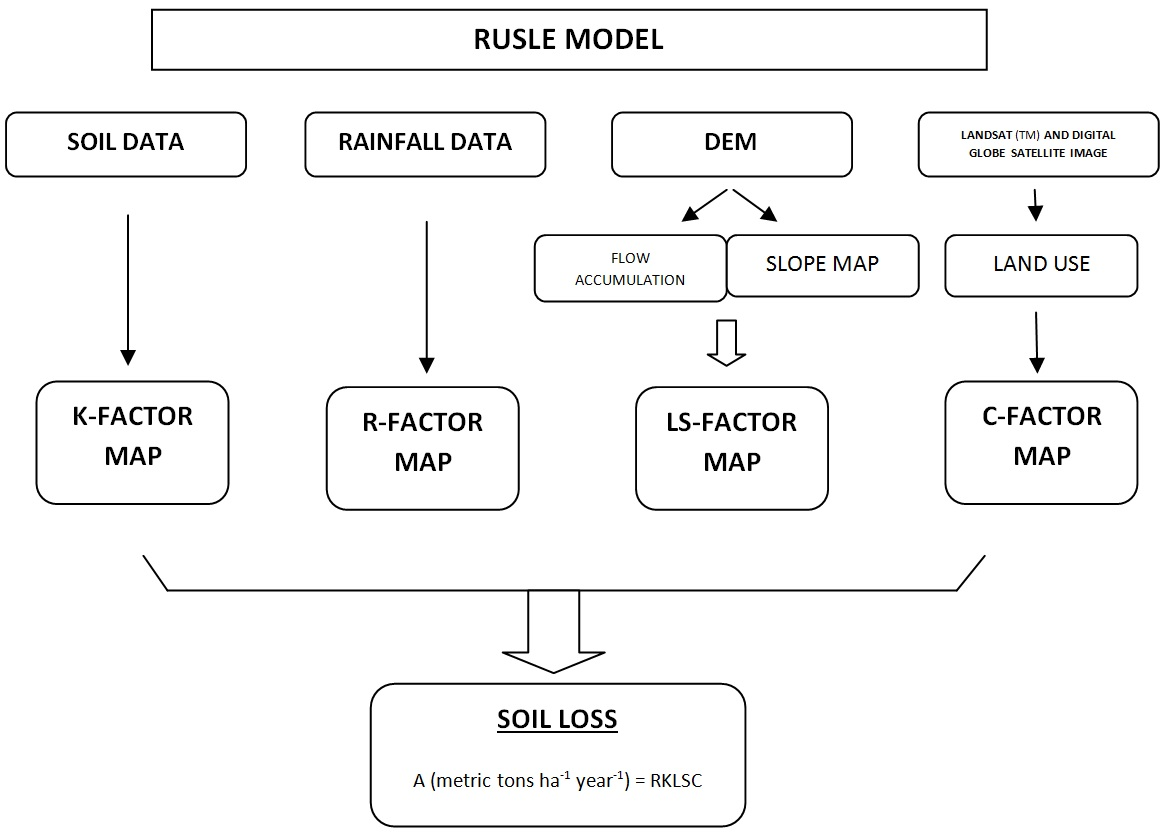 RUSLE MODEL
SOIL DATA
RAINFALL DATA
DEM
LANDSAT (TM) AND DIGITAL
GLOBE SATELLITE IMAGE
FLOW
ACCUMULATION
SLOPE MAP
LAND USE
K-FACTOR
MAP
R-FACTOR
MAP
LS-FACTOR
MAP
C-FACTOR
MAP
SOIL LOSS
A (metric tons ha⁻¹ year⁻¹) = RKLSC